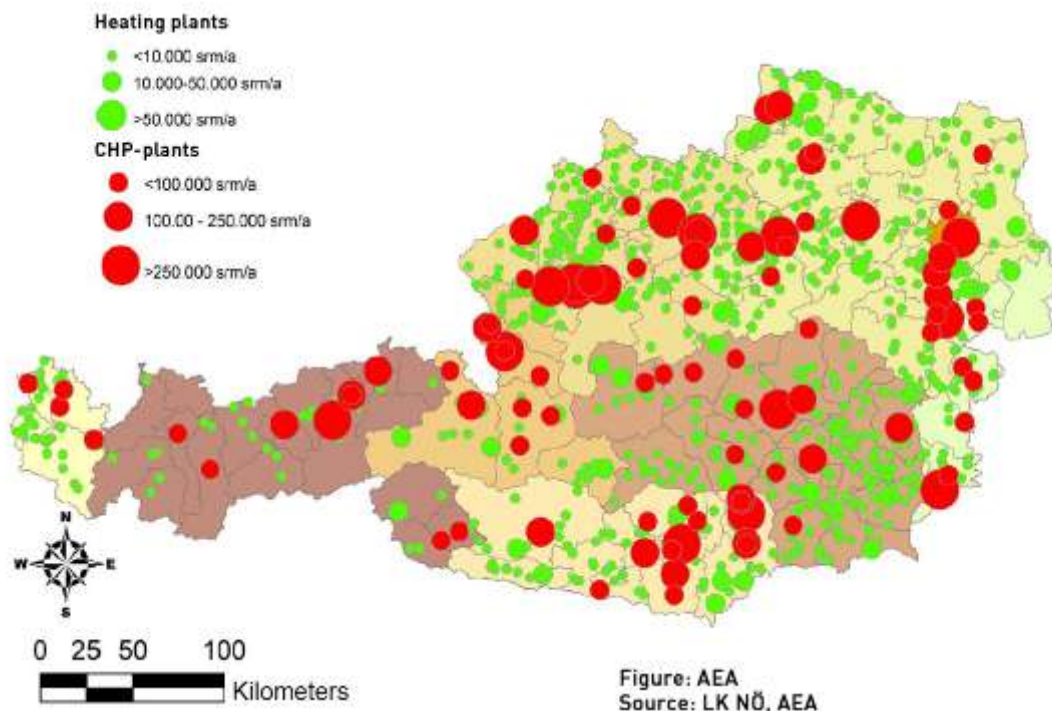 Heating plants
<10.000 srm/a
10.000-50.000 srm/a
>50.000 srm/a
CHP-plants
<100.000 srm/a
100.00 - 250.000 srm/a
>250.000 srm/a
N
W E
S
0 25 50 100
Kilometers
Figure: AEA
Source: LK NÖ, AEA